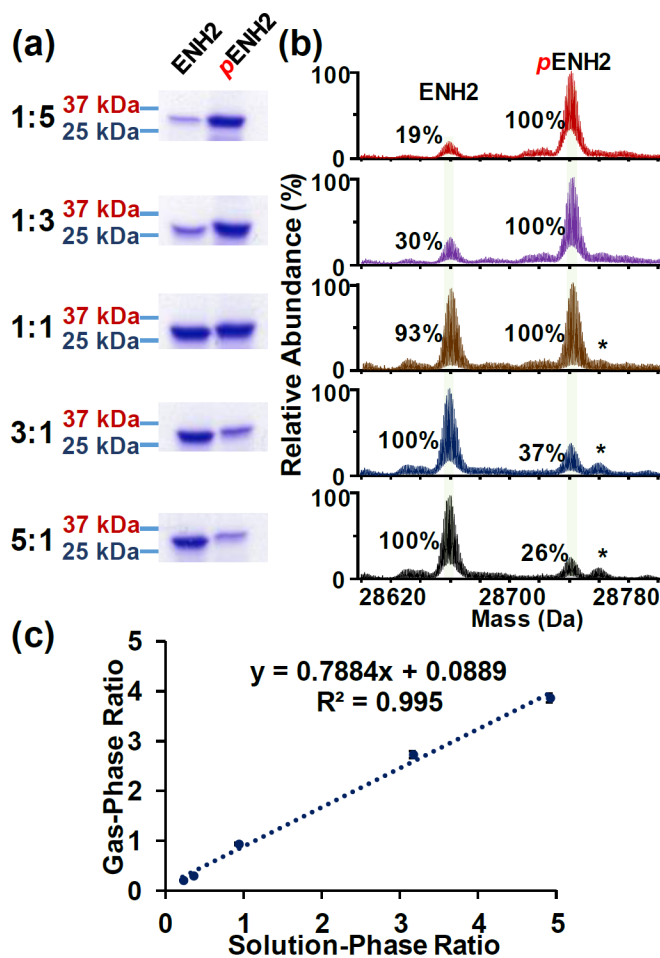 (a)
ENH2
pENH2
1:5
37 kDa
25 kDa
1:3
37 kDa
25 kDa
1:1
37 kDa
25 kDa
3:1
37 kDa
25 kDa
5:1
37 kDa
25 kDa
(b)
ENH2
pENH2
Relative Abundance (%)
100
19%
100%
0
100
30%
100%
0
100
93%
100%
*
0
100
100%
37%
*
0
100
100%
26%
*
0
28620
28700
28780
Mass (Da)
(c)
y = 0.7884x + 0.0889
R² = 0.995
Gas-Phase Ratio
5
4
3
2
1
0
0
1
2
3
4
5
Solution-Phase Ratio